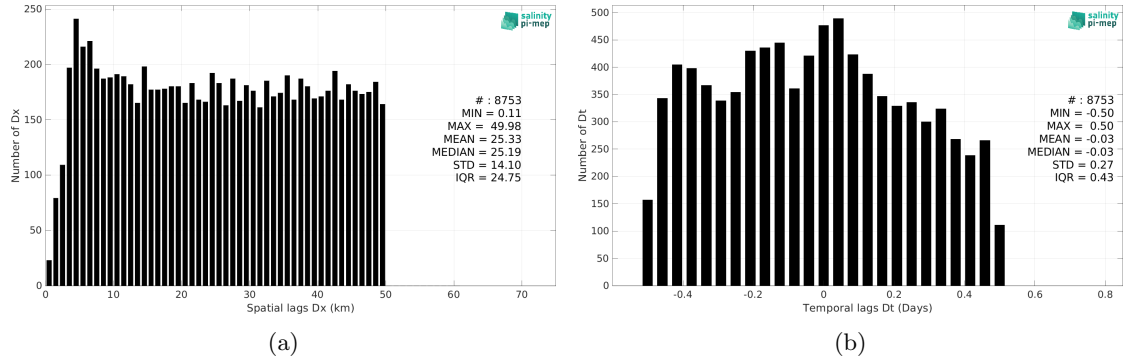 250
200
150
100
50
0
Number of Dx
salinity
pi-mep
# : 8753
MIN = 0.11
MAX = 49.98
MEAN = 25.33
MEDIAN = 25.19
STD = 14.10
IQR = 24.75
0 10 20 30 40 50 60 70
Spatial lags Dx (km)
(a)
500
450
400
350
300
250
200
150
100
50
0
Number of Dt
salinity
pi-mep
# : 8753
MIN = -0.50
MAX = 0.50
MEAN = -0.03
MEDIAN = -0.03
STD = 0.27
IQR = 0.43
-0.4 -0.2 0 0.2 0.4 0.6 0.8
Temporal lags Dt (Days)
(b)